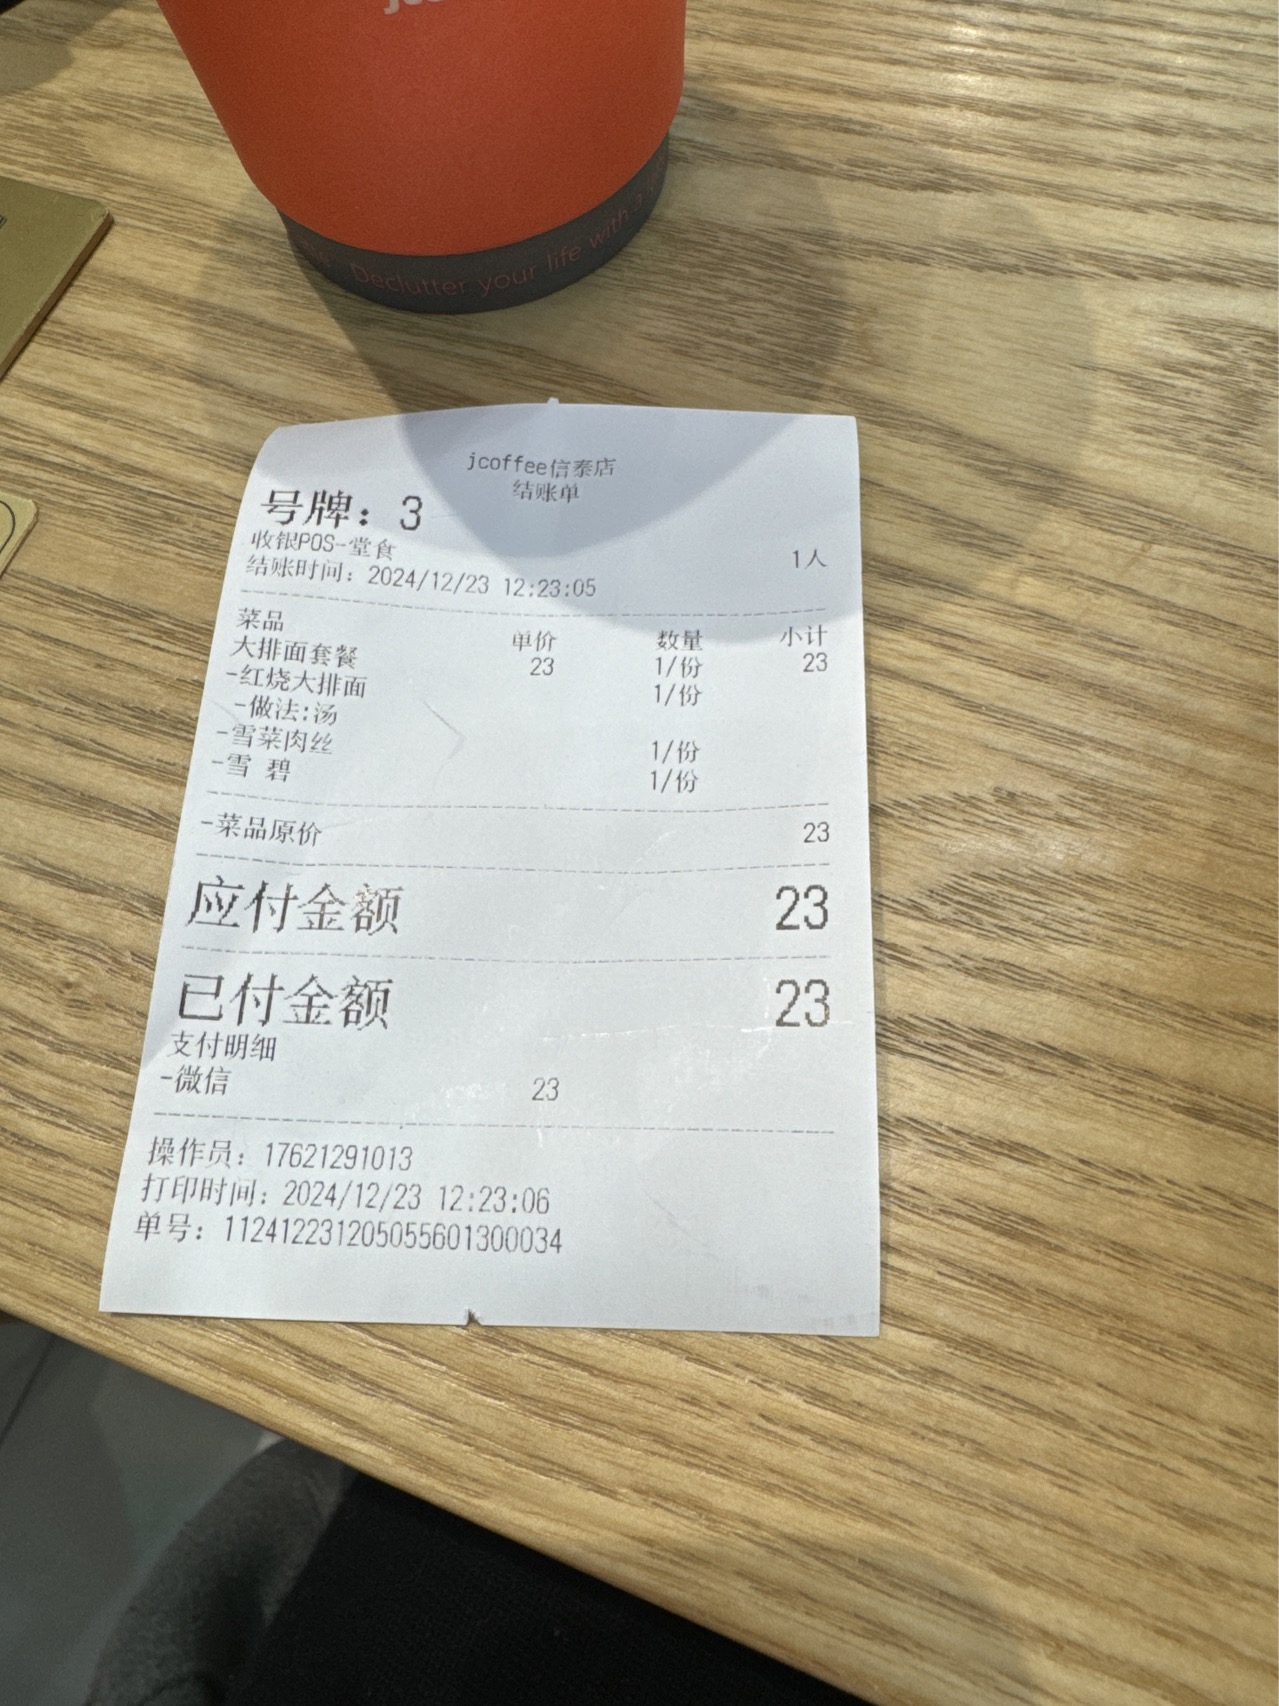 Declutter your life with
jcoffee信泰店
结账单
号牌：3
收银POS-堂食 1人
结账时间：2024/12/23 12:23:05
菜品 单价 数量 小计
大排面套餐 23 1/份 23
-红烧大排面 1/份
-做法:汤
-雪菜肉丝 1/份
-雪 碧 1/份
-菜品原价 23
应付金额 23
已付金额 23
支付明细
-微信 23
操作员：17621291013
打印时间：2024/12/23 12:23:06
单号：1124122312050556013​00034